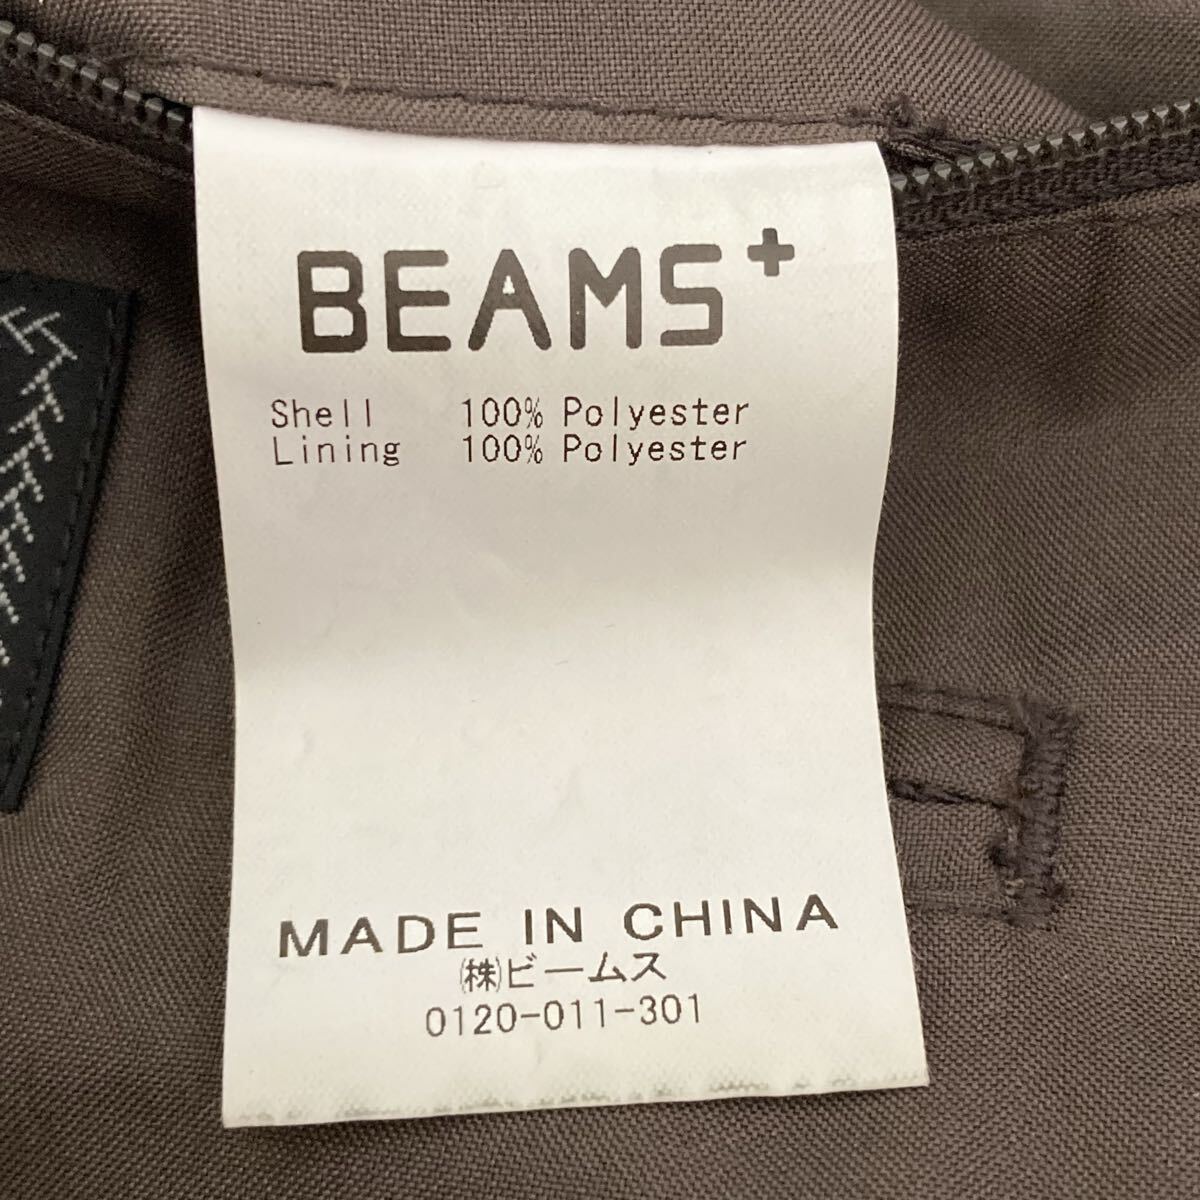 BEAMS+
Shell 100% Polyester
Lining 100% Polyester
MADE IN CHINA
㈱ビームス
0120-011-301